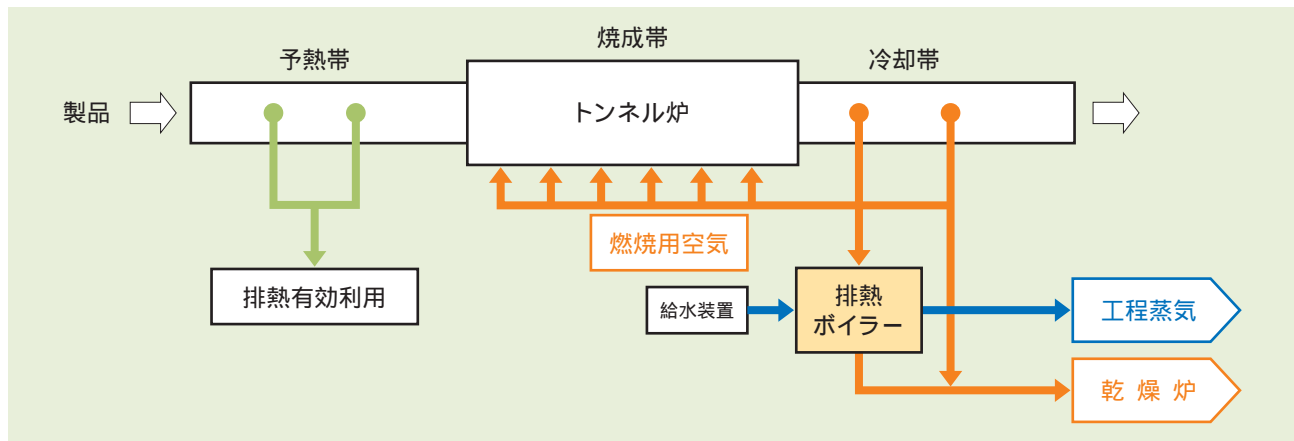 焼成帯
予熱帯
冷却帯
製品
トンネル炉
燃焼用空気
排熱有効利用
給水装置
排熱
ボイラー
工程蒸気
乾 燥 炉